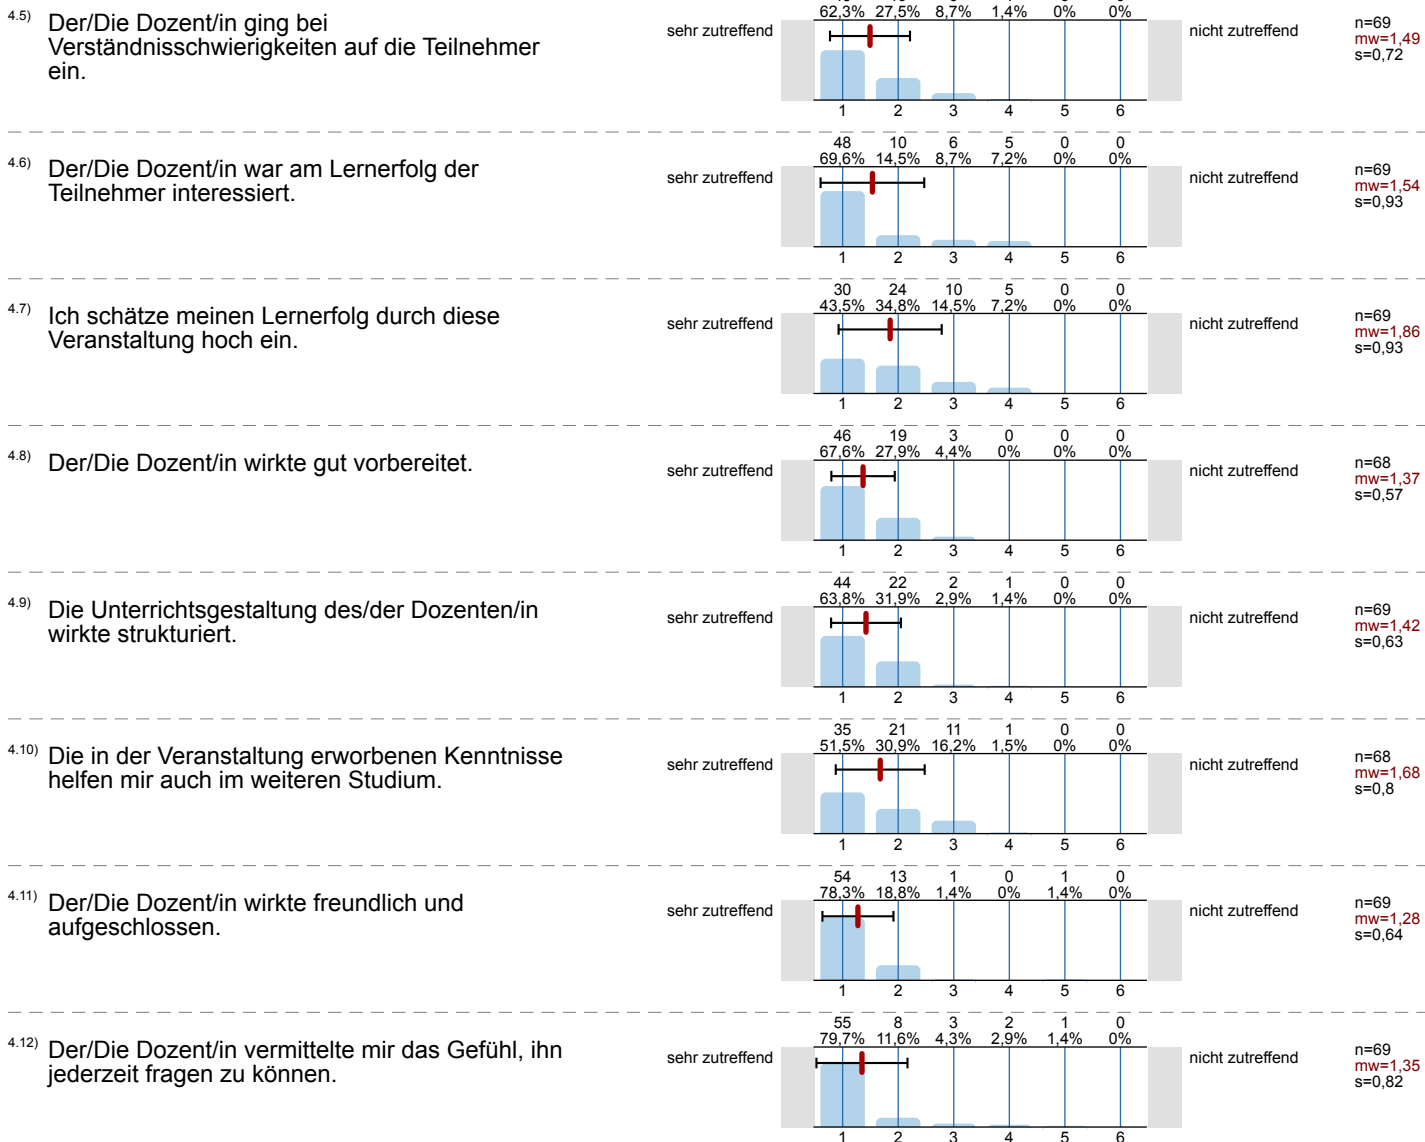 62,3% 27,5% 8,7% 1,4% 0% 0%
4.5) Der/Die Dozent/in ging bei
Verständnisschwierigkeiten auf die Teilnehmer
ein.
sehr zutreffend
nicht zutreffend
n=69
mw=1,49
s=0,72
1 2 3 4 5 6
48 10 6 5 0 0
69,6% 14,5% 8,7% 7,2% 0% 0%
4.6) Der/Die Dozent/in war am Lernerfolg der
Teilnehmer interessiert.
sehr zutreffend
nicht zutreffend
n=69
mw=1,54
s=0,93
1 2 3 4 5 6
30 24 10 5 0 0
43,5% 34,8% 14,5% 7,2% 0% 0%
4.7) Ich schätze meinen Lernerfolg durch diese
Veranstaltung hoch ein.
sehr zutreffend
nicht zutreffend
n=69
mw=1,86
s=0,93
1 2 3 4 5 6
46 19 3 0 0 0
67,6% 27,9% 4,4% 0% 0% 0%
4.8) Der/Die Dozent/in wirkte gut vorbereitet.
sehr zutreffend
nicht zutreffend
n=68
mw=1,37
s=0,57
1 2 3 4 5 6
44 22 2 1 0 0
63,8% 31,9% 2,9% 1,4% 0% 0%
4.9) Die Unterrichtsgestaltung des/der Dozenten/in
wirkte strukturiert.
sehr zutreffend
nicht zutreffend
n=69
mw=1,42
s=0,63
1 2 3 4 5 6
35 21 11 1 0 0
51,5% 30,9% 16,2% 1,5% 0% 0%
4.10) Die in der Veranstaltung erworbenen Kenntnisse
helfen mir auch im weiteren Studium.
sehr zutreffend
nicht zutreffend
n=68
mw=1,68
s=0,8
1 2 3 4 5 6
54 13 1 0 1 0
78,3% 18,8% 1,4% 0% 1,4% 0%
4.11) Der/Die Dozent/in wirkte freundlich und
aufgeschlossen.
sehr zutreffend
nicht zutreffend
n=69
mw=1,28
s=0,64
1 2 3 4 5 6
55 8 3 2 1 0
79,7% 11,6% 4,3% 2,9% 1,4% 0%
4.12) Der/Die Dozent/in vermittelte mir das Gefühl, ihn
jederzeit fragen zu können.
sehr zutreffend
nicht zutreffend
n=69
mw=1,35
s=0,82
1 2 3 4 5 6